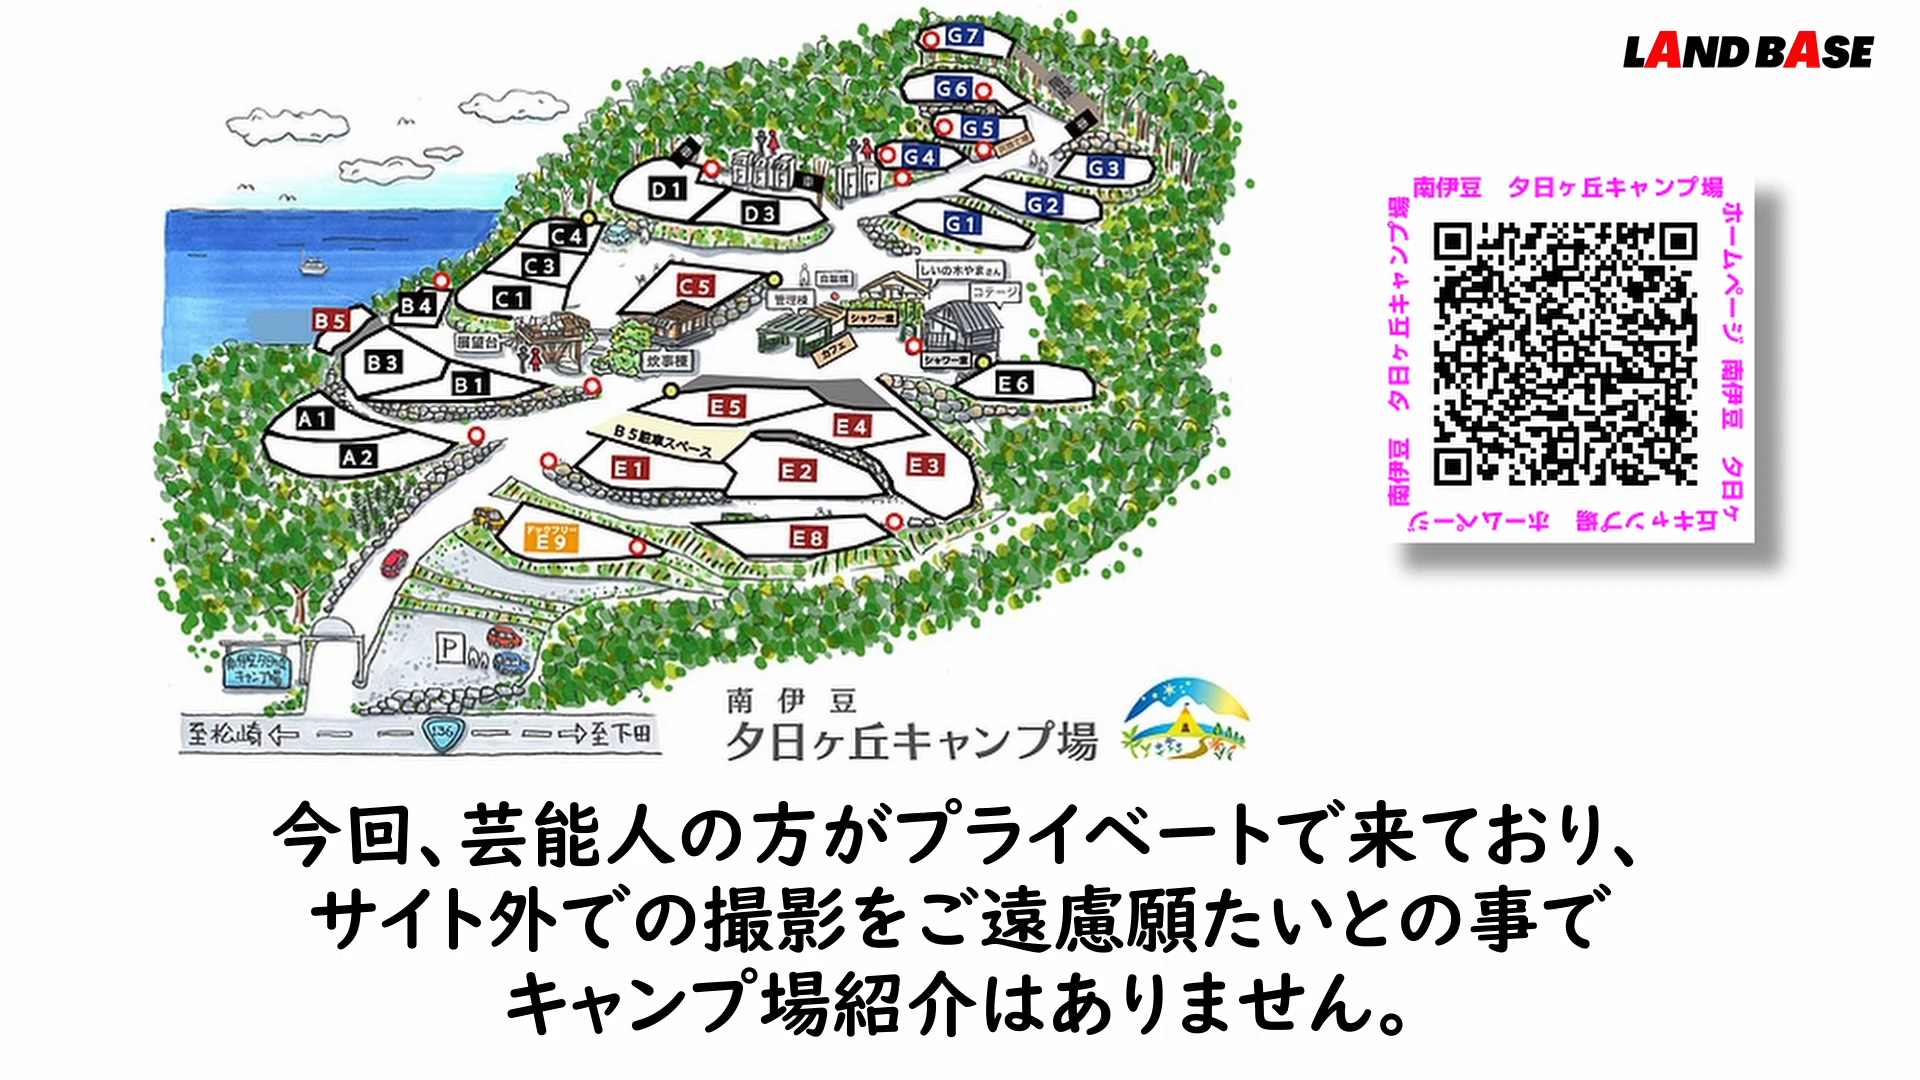 LAND BASE
G7
G6
G5
G4
G3
G2
G1
D1
D3
C4
C3
C1
C5
B5
B4
B3
B1
A1
A2
E6
E5
E4
E3
E2
E1
E8
ドッグフリー
E9
B5駐車スペース
自販機
管理棟
しいの木やまさん
コテージ
シャワー室
カフェ
シャワー室
展望台
炊事棟
P
キャンプ場
至松崎
136
至下田
南伊豆
夕日ヶ丘キャンプ場
南伊豆 夕日ヶ丘キャンプ場
ホームページ 南伊豆 夕日ヶ
丘キャンプ場 ホームページ
南伊豆 夕日ヶ丘キャンプ場
今回、芸能人の方がプライベートで来ており、
サイト外での撮影をご遠慮願たいとの事で
キャンプ場紹介はありません。